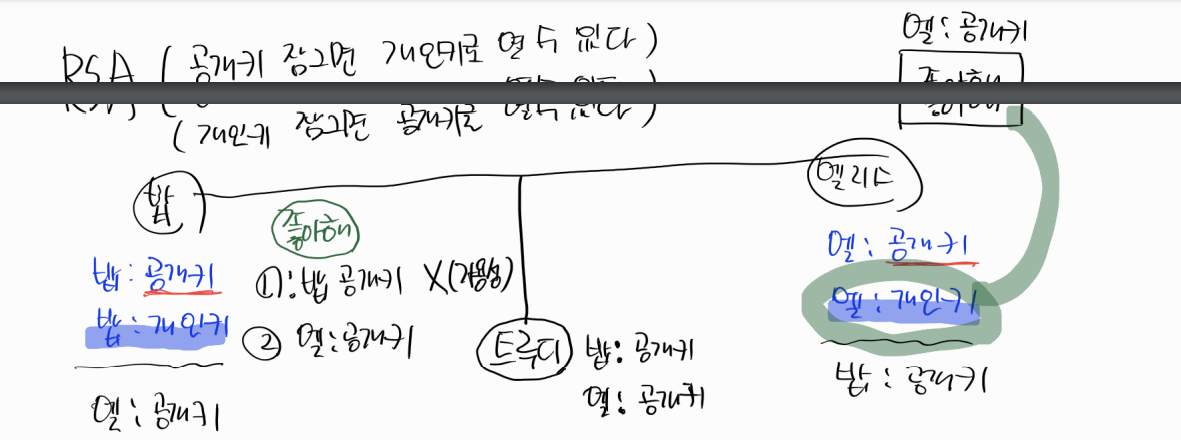 RSA ( 공개키 잠그면 개인키로 열 수 있다 )
( 개인키 잠그면 공개키를 열수 있다 )
엘: 공개키
좋아해
밥
엘리스
좋아해
밥: 공개키
밥: 개인키
엘: 공개키
①: 밥 공개키 X(가용성)
② 엘: 공개키
트루디
밥: 공개키
엘: 공개키
엘: 공개키
엘: 개인키
밥: 공개키